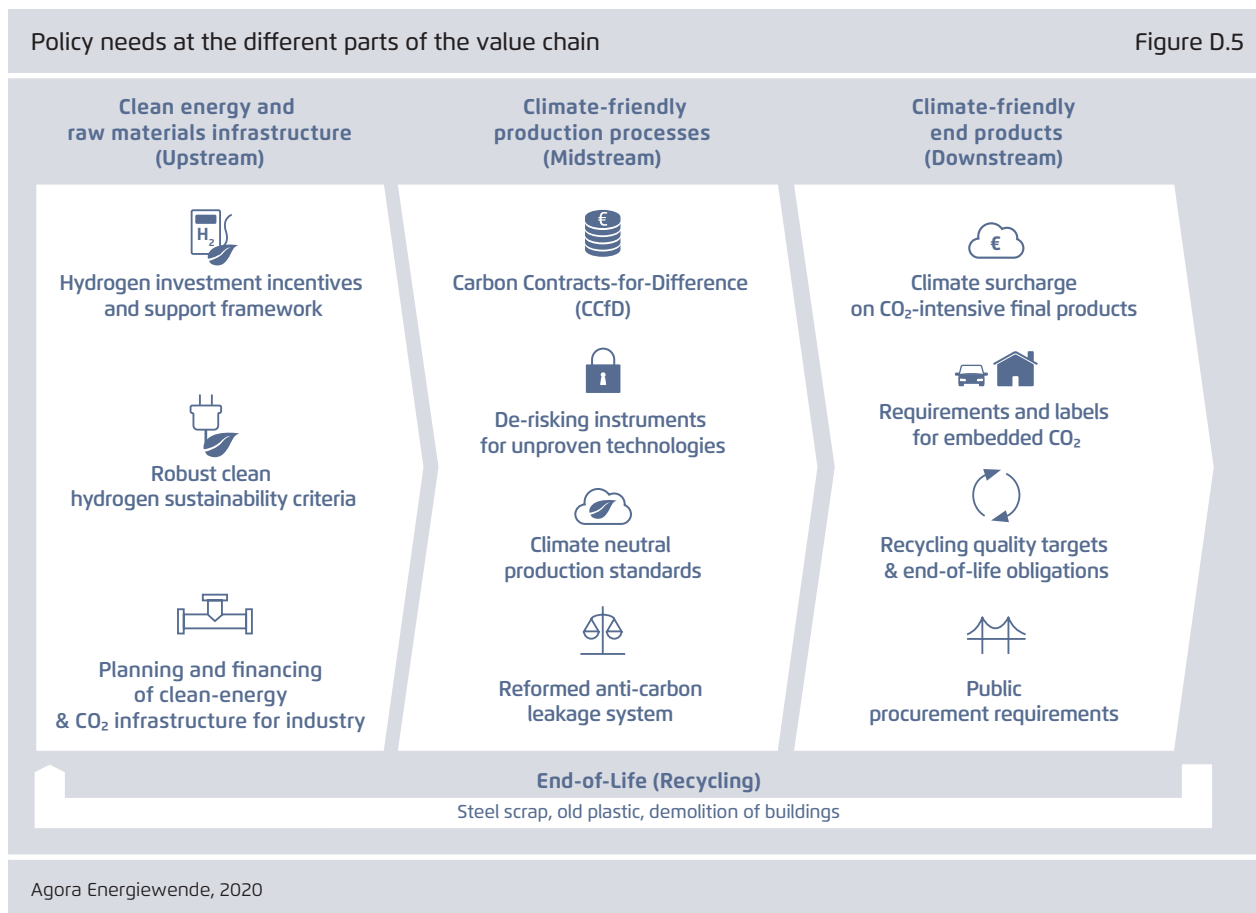 Policy needs at the different parts of the value chain
Figure D.5
Clean energy and
raw materials infrastructure
(Upstream)
H₂
Hydrogen investment incentives
and support framework
Robust clean
hydrogen sustainability criteria
Planning and financing
of clean-energy
& CO₂ infrastructure for industry
Climate-friendly
production processes
(Midstream)
€
Carbon Contracts-for-Difference
(CCfD)
De-risking instruments
for unproven technologies
Climate neutral
production standards
Reformed anti-carbon
leakage system
Climate-friendly
end products
(Downstream)
€
Climate surcharge
on CO₂-intensive final products
Requirements and labels
for embedded CO₂
Recycling quality targets
& end-of-life obligations
Public
procurement requirements
End-of-Life (Recycling)
Steel scrap, old plastic, demolition of buildings
Agora Energiewende, 2020